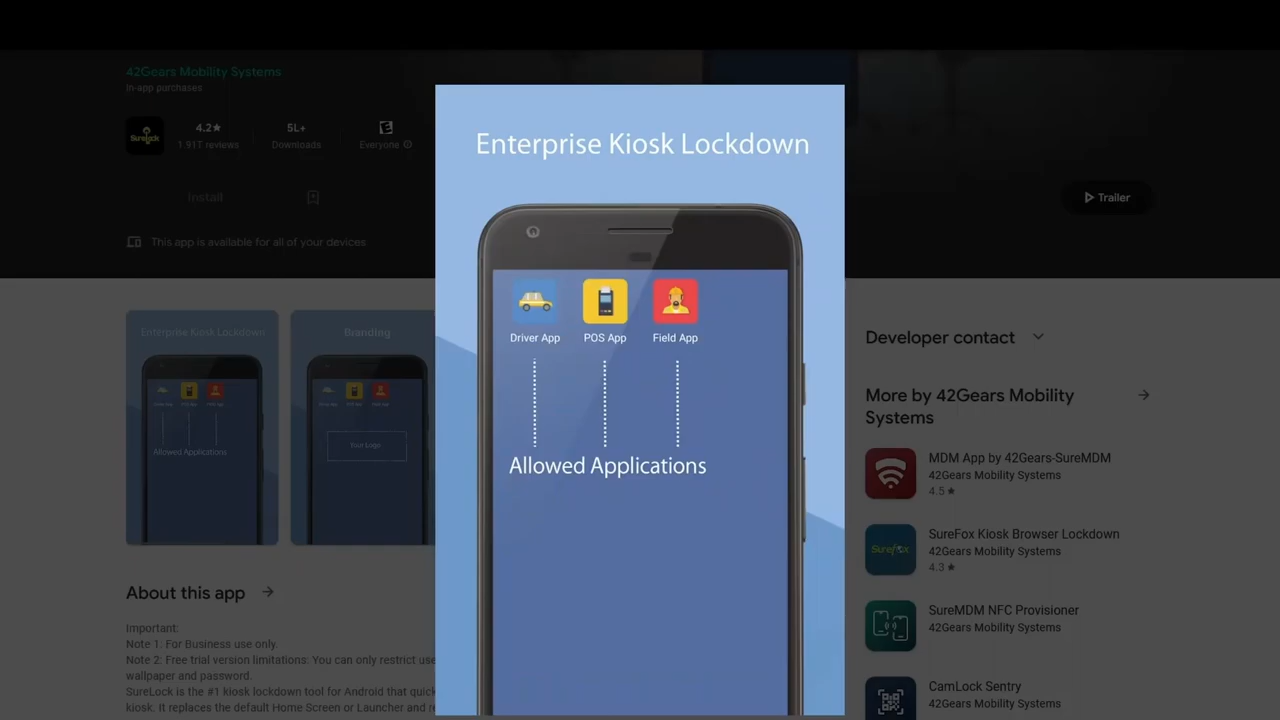 42Gears Mobility Systems
In-app purchases
SureLock
4.2★
1.91T reviews
5L+
Downloads
E
Everyone
Install
Trailer
This app is available for all of your devices
Enterprise Kiosk Lockdown
Driver App
POS App
Field App
Allowed Applications
Enterprise Kiosk Lockdown
Allowed Applications
Branding
Your Logo
Developer contact
More by 42Gears Mobility
Systems
MDM App by 42Gears-SureMDM
42Gears Mobility Systems
4.5★
SureFox
SureFox Kiosk Browser Lockdown
42Gears Mobility Systems
4.3★
SureMDM NFC Provisioner
42Gears Mobility Systems
CamLock Sentry
42Gears Mobility Systems
About this app
Important:
Note 1: For Business use only.
Note 2: Free trial version limitations: You can only restrict use
wallpaper and password.
SureLock is the #1 kiosk lockdown tool for Android that quick
kiosk. It replaces the default Home Screen or Launcher and re